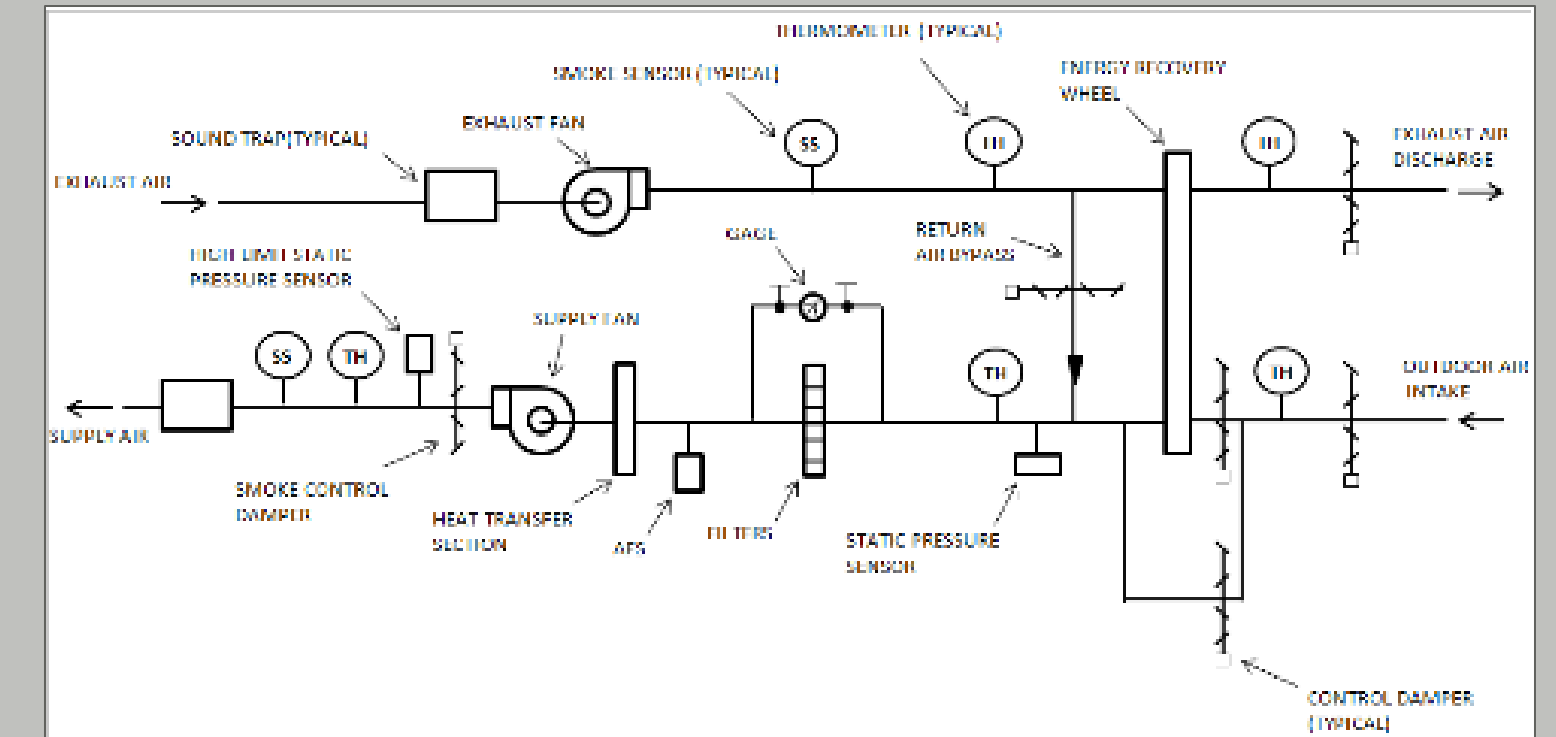 THERMOMETER (TYPICAL)
SMOKE SENSOR (TYPICAL)
ENERGY RECOVERY
WHEEL
SOUND TRAP(TYPICAL)
EXHAUST FAN
SS
TH
TH
EXHAUST AIR
DISCHARGE
EXHAUST AIR
GAGE
RETURN
AIR BYPASS
HIGH LIMIT STATIC
PRESSURE SENSOR
SUPPLY FAN
SS
TH
TH
TH
OUTDOOR AIR
INTAKE
SUPPLY AIR
SMOKE CONTROL
DAMPER
HEAT TRANSFER
SECTION
AFS
FILTERS
STATIC PRESSURE
SENSOR
CONTROL DAMPER
(TYPICAL)